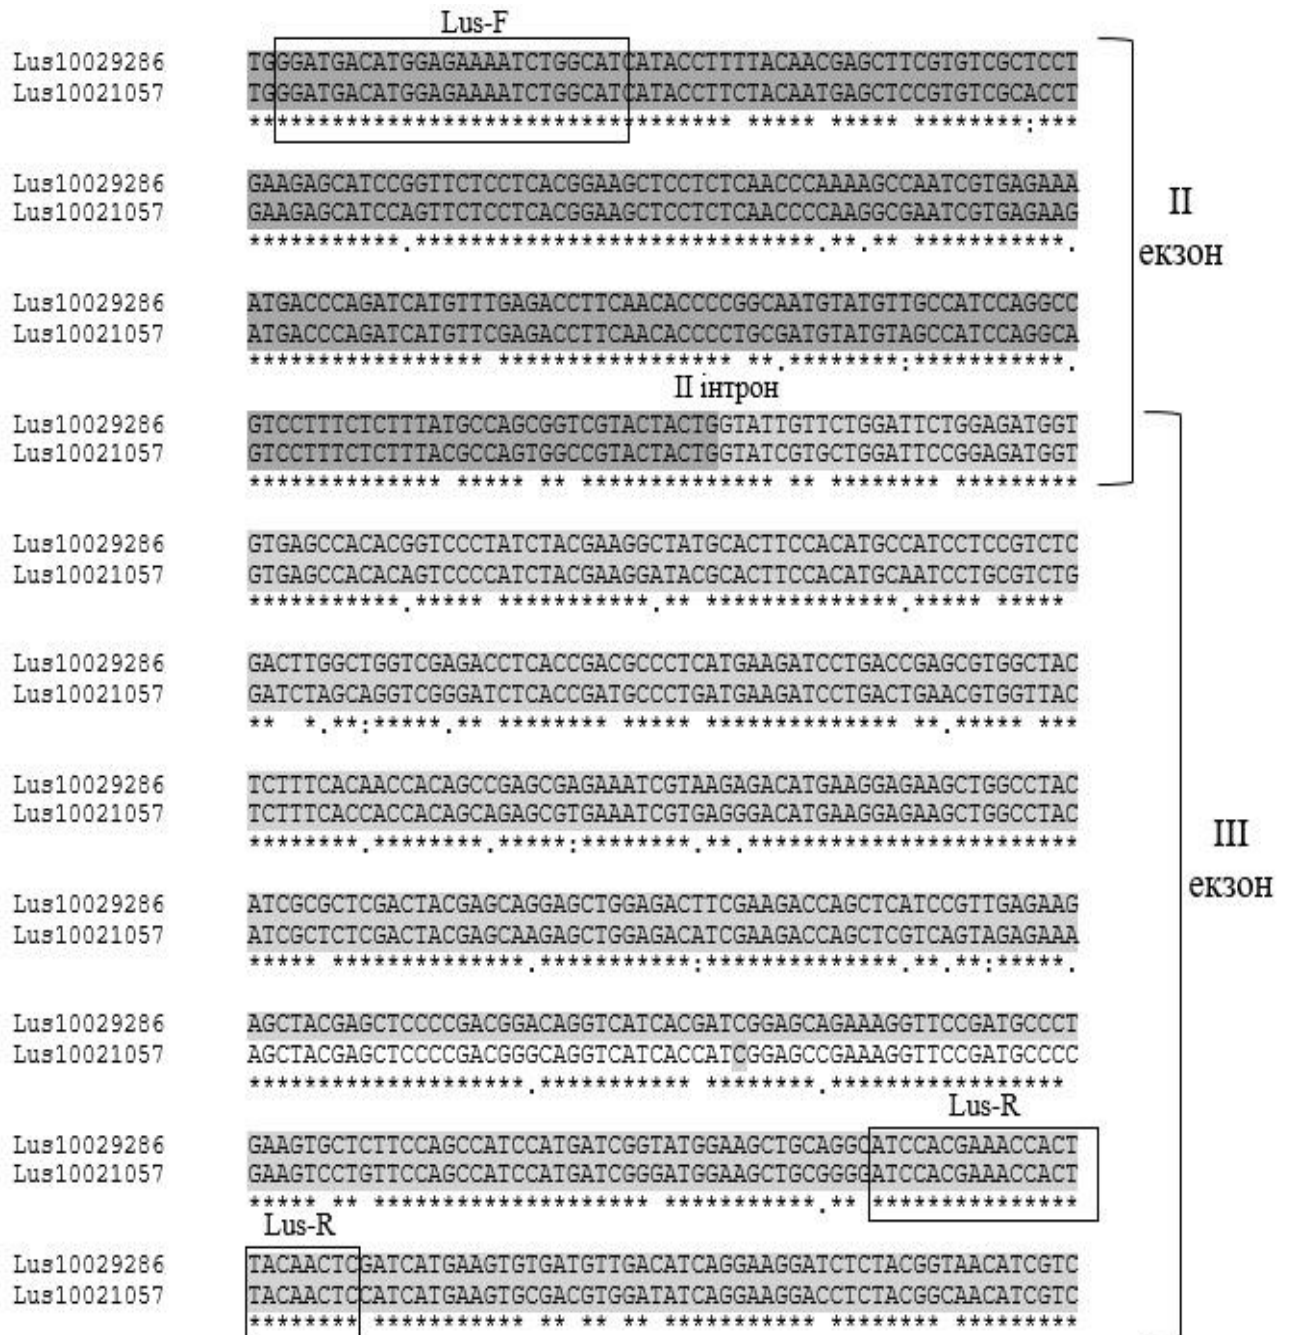 Lus-F
Lus10029286 TGGGATGACATGGAGAAAATCTGGCATCATACCTTTTACAACGAGCTTCGTGTCGCTCCT
Lus10021057 TGGGATGACATGGAGAAAATCTGGCATCATACCTTCTACAATGAGCTCCGTGTCGCACCT
*********************************** ***** ***** ********:***
Lus10029286 GAAGAGCATCCGGTTCTCCTCACGGAAGCTCCTCTCAACCCAAAAGCCAATCGTGAGAAA
Lus10021057 GAAGAGCATCCAGTTCTCCTCACGGAAGCTCCTCTCAACCCCAAGGCGAATCGTGAGAAG
***********.*****************************.**.** ***********.
II екзон
Lus10029286 ATGACCCAGATCATGTTTGAGACCTTCAACACCCCGGCAATGTATGTTGCCATCCAGGCC
Lus10021057 ATGACCCAGATCATGTTCGAGACCTTCAACACCCCTGCGATGTATGTAGCCATCCAGGCA
***************** ***************** **.********:***********.
II інтрон
Lus10029286 GTCCTTTCTCTTTATGCCAGCGGTCGTACTACTGGTATTGTTCTGGATTCTGGAGATGGT
Lus10021057 GTCCTTTCTCTTTACGCCAGTGGCCGTACTACTGGTATCGTGCTGGATTCCGGAGATGGT
************** ***** ** ************** ** ******** *********
Lus10029286 GTGAGCCACACGGTCCCTATCTACGAAGGCTATGCACTTCCACATGCCATCCTCCGTCTC
Lus10021057 GTGAGCCACACAGTCCCCATCTACGAAGGATACGCACTTCCACATGCAATCCTGCGTCTG
***********.***** ***********.** **************.***** *****
Lus10029286 GACTTGGCTGGTCGAGACCTCACCGACGCCCTCATGAAGATCCTGACCGAGCGTGGCTAC
Lus10021057 GATCTAGCAGGTCGGGATCTCACCGATGCCCTGATGAAGATCCTGACTGAACGTGGTTAC
**  *.**:*****.** ******** ***** ************** **.***** ***
Lus10029286 TCTTTCACAACCACAGCCGAGCGAGAAATCGTAAGAGACATGAAGGAGAAGCTGGCCTAC
Lus10021057 TCTTTCACCACCACAGCAGAGCGTGAAATCGTGAGGGACATGAAGGAGAAGCTGGCCTAC
********.********.*****:********.**.************************
III екзон
Lus10029286 ATCGCGCTCGACTACGAGCAGGAGCTGGAGACTTCGAAGACCAGCTCATCCGTTGAGAAG
Lus10021057 ATCGCTCTCGACTACGAGCAAGAGCTGGAGACATCGAAGACCAGCTCGTCAGTAGAGAAA
***** **************.***********:**************.**.**:*****.
Lus10029286 AGCTACGAGCTCCCCGACGGACAGGTCATCACGATCGGAGCAGAAAGGTTCCGATGCCCT
Lus10021057 AGCTACGAGCTCCCCGACGGGCAGGTCATCACCATCGGAGCCGAAAGGTTCCGATGCCCC
********************.*********** ********.*****************
Lus-R
Lus10029286 GAAGTGCTCTTCCAGCCATCCATGATCGGTATGGAAGCTGCAGGCATCCACGAAACCACT
Lus10021057 GAAGTCCTGTTCCAGCCATCCATGATCGGGATGGAAGCTGCGGGGATCCACGAAACCACT
***** ** ******************** ***********.** ***************
Lus-R
Lus10029286 TACAACTCGATCATGAAGTGTGATGTTGACATCAGGAAGGATCTCTACGGTAACATCGTC
Lus10021057 TACAACTCCATCATGAAGTGCGACGTGGATATCAGGAAGGACCTCTACGGCAACATCGTC
******** *********** ** ** ** *********** ******** *********